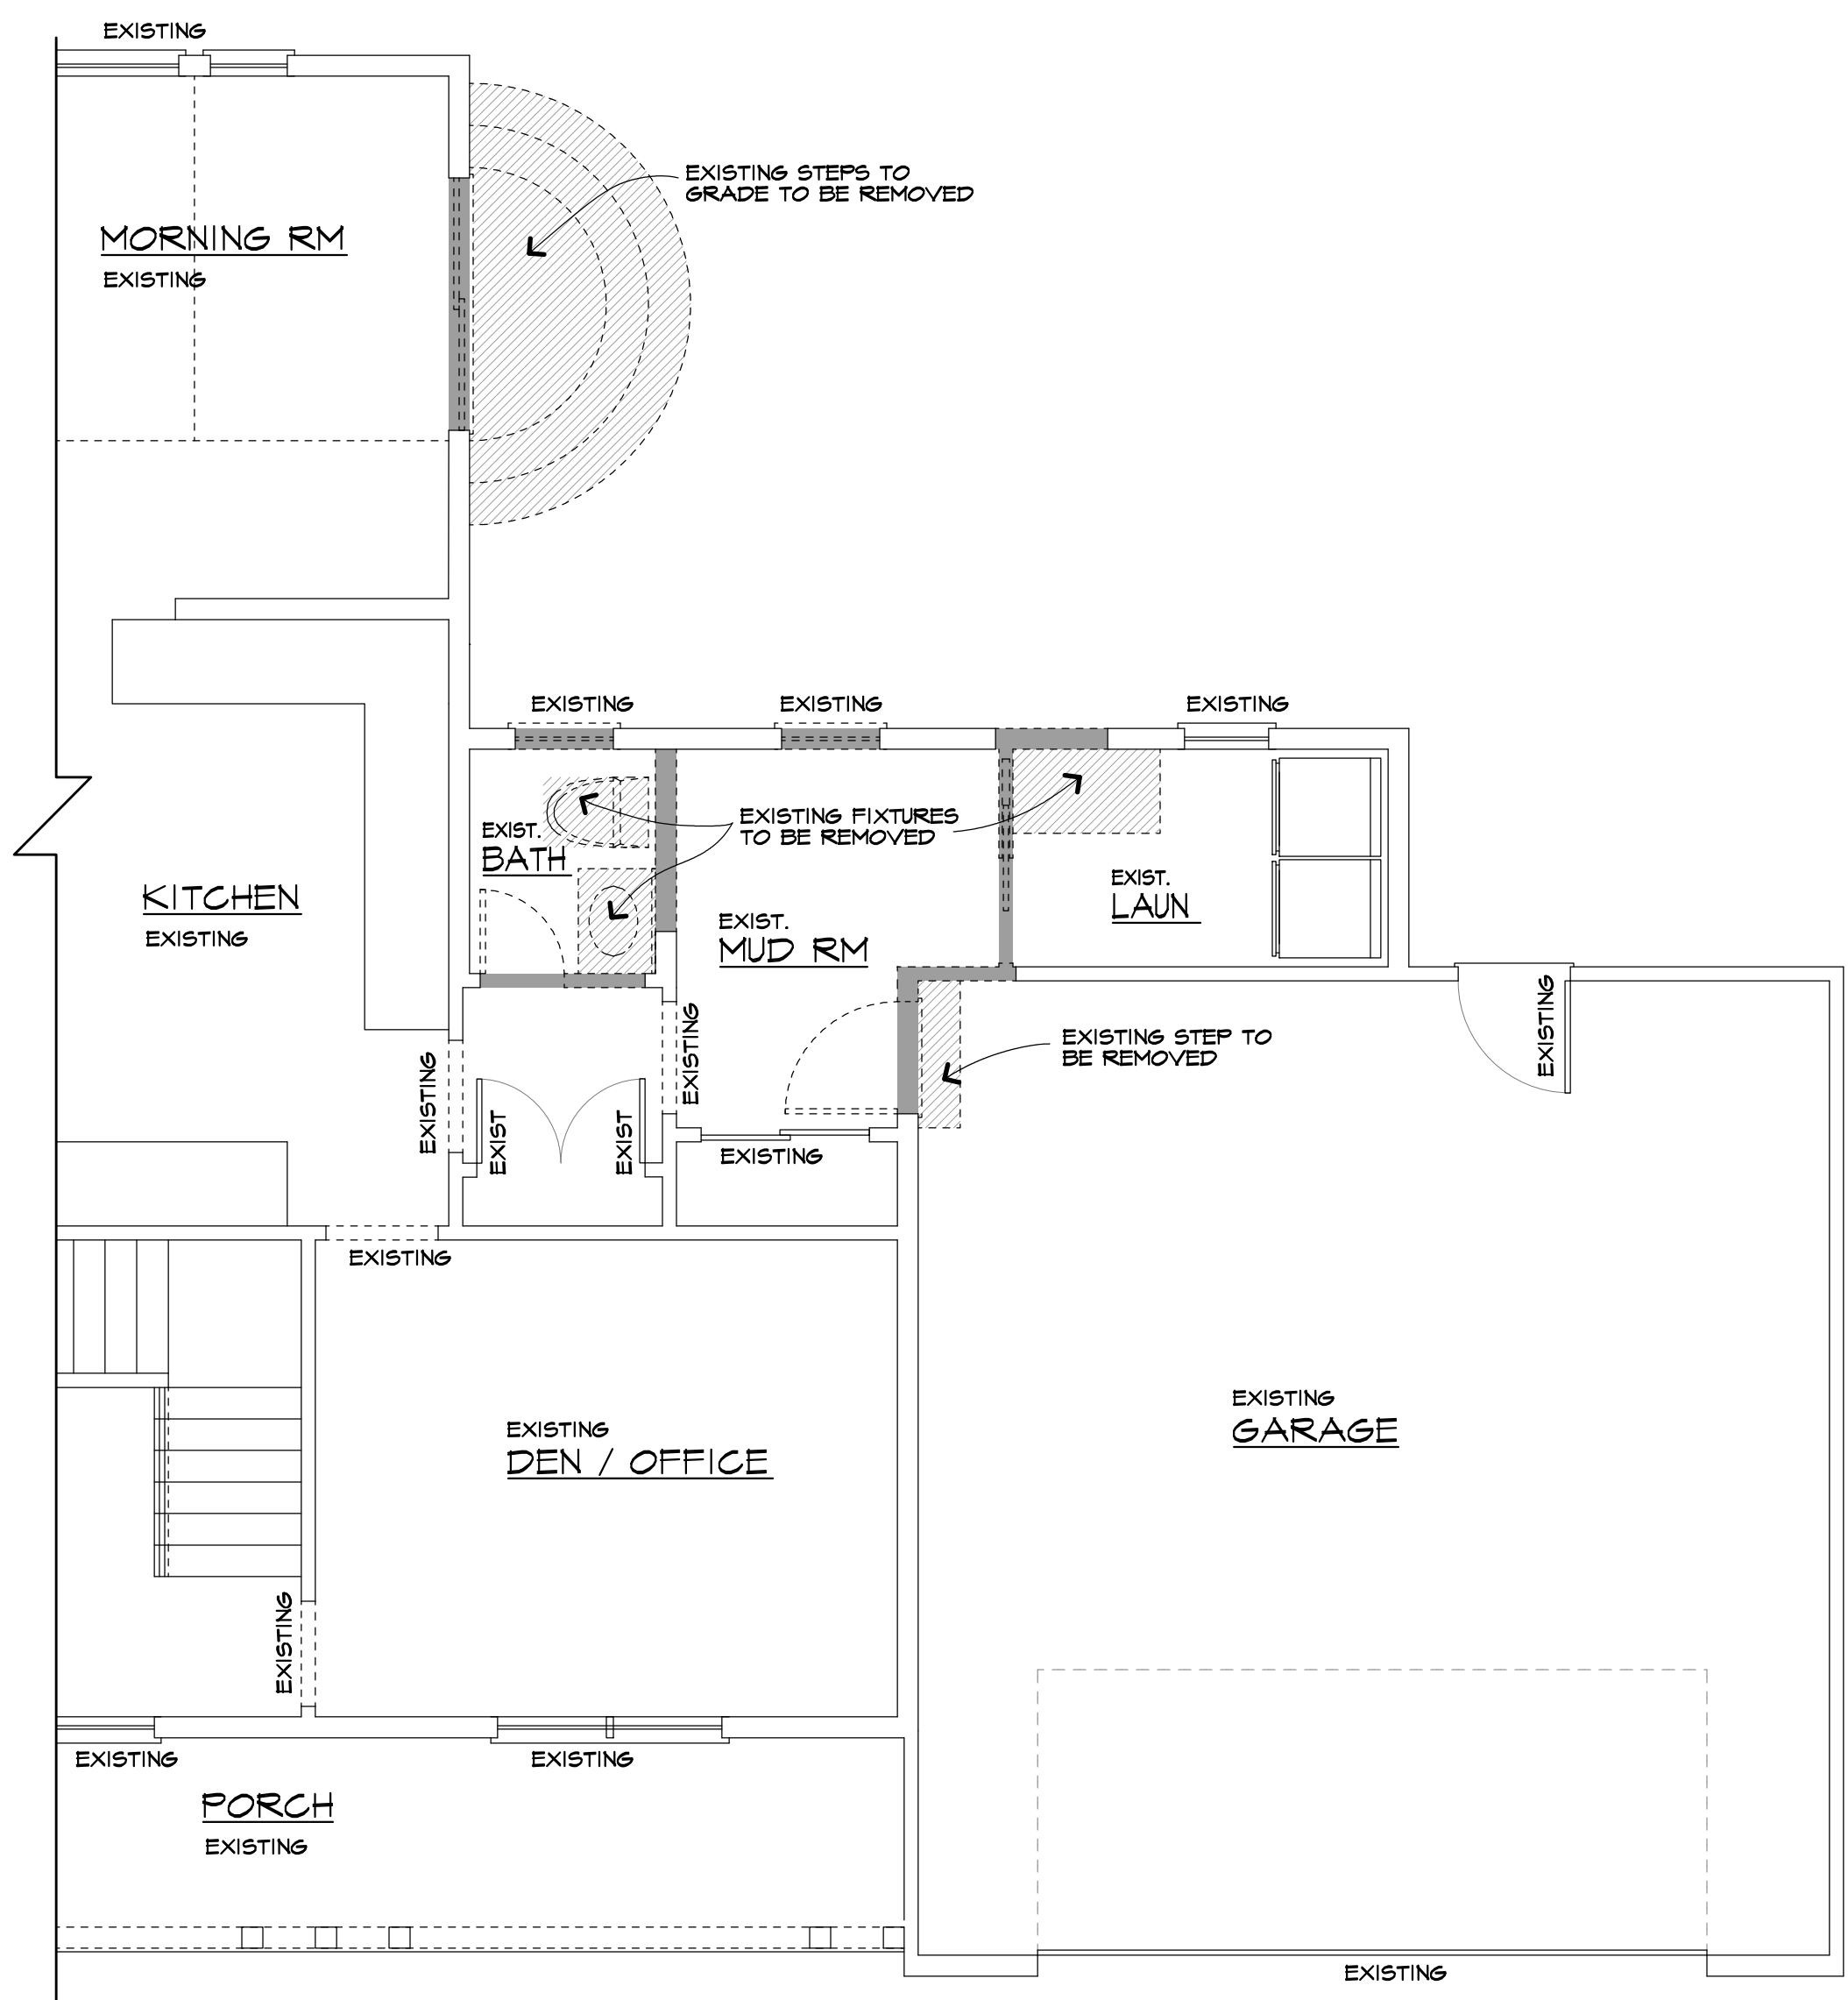 EXISTING
EXISTING STEPS TO
GRADE TO BE REMOVED
MORNING RM
EXISTING
EXISTING
EXISTING
EXISTING
EXISTING FIXTURES
TO BE REMOVED
EXIST.
BATH
EXIST.
LAUN
KITCHEN
EXISTING
EXIST.
MUD RM
EXISTING
EXISTING
EXISTING STEP TO
BE REMOVED
EXISTING
EXIST
EXIST
EXISTING
EXISTING
EXISTING
GARAGE
EXISTING
DEN / OFFICE
EXISTING
EXISTING
EXISTING
PORCH
EXISTING
EXISTING